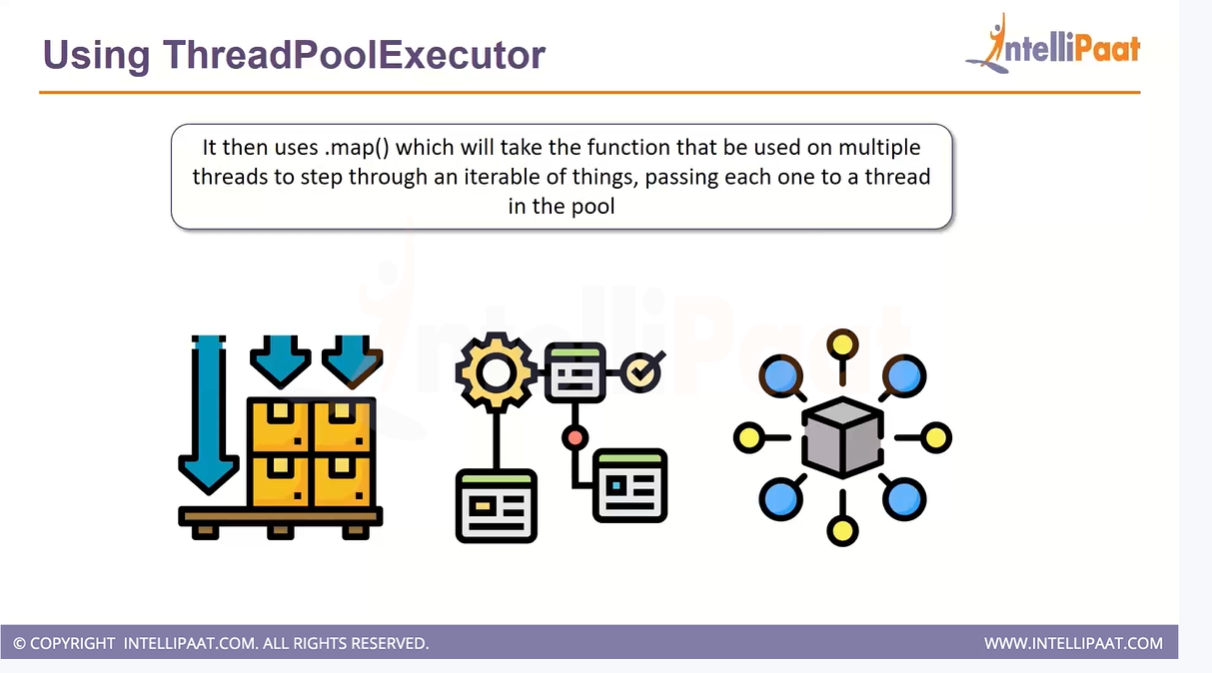 Using ThreadPoolExecutor
IntelliPaat
It then uses .map() which will take the function that be used on multiple
threads to step through an iterable of things, passing each one to a thread
in the pool
IntelliPaat
© COPYRIGHT INTELLIPAAT.COM. ALL RIGHTS RESERVED.
WWW.INTELLIPAAT.COM